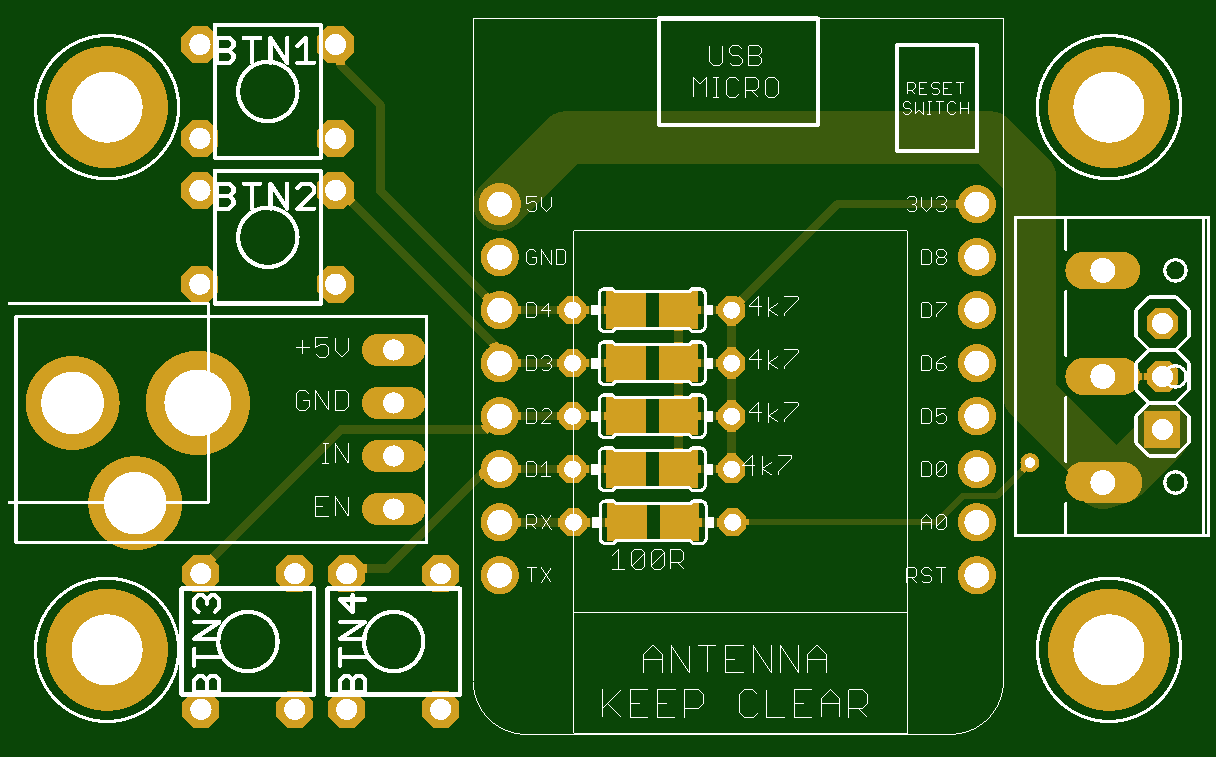 BTN1
USB
MICRO
RESET
SWITCH
BTN2
5V
3V3
GND
D8
D4
4k7
D7
+5V
D3
4k7
D6
GND
D2
4k7
D5
IN
D1
4k7
D0
EN
RX
A0
100R
TX
RST
BTN3
BTN4
ANTENNA
KEEP CLEAR